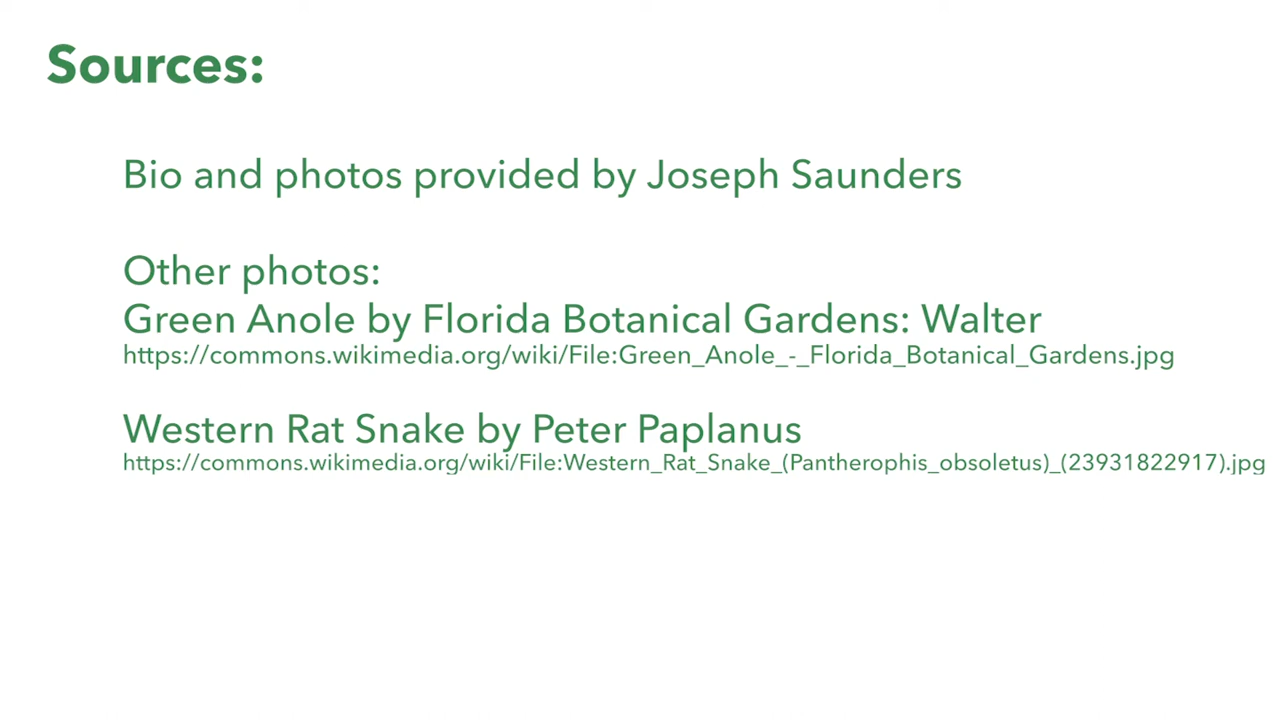 Sources:
Bio and photos provided by Joseph Saunders
Other photos:
Green Anole by Florida Botanical Gardens: Walter
https://commons.wikimedia.org/wiki/File:Green_Anole_-_Florida_Botanical_Gardens.jpg
Western Rat Snake by Peter Paplanus
https://commons.wikimedia.org/wiki/File:Western_Rat_Snake_(Pantherophis_obsoletus)_(23931822917).jpg